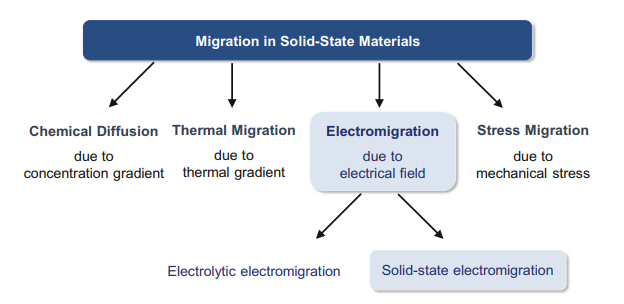 Migration in Solid-State Materials
Chemical Diffusion
due to
concentration gradient
Thermal Migration
due to
thermal gradient
Electromigration
due to
electrical field
Stress Migration
due to
mechanical stress
Electrolytic electromigration
Solid-state electromigration